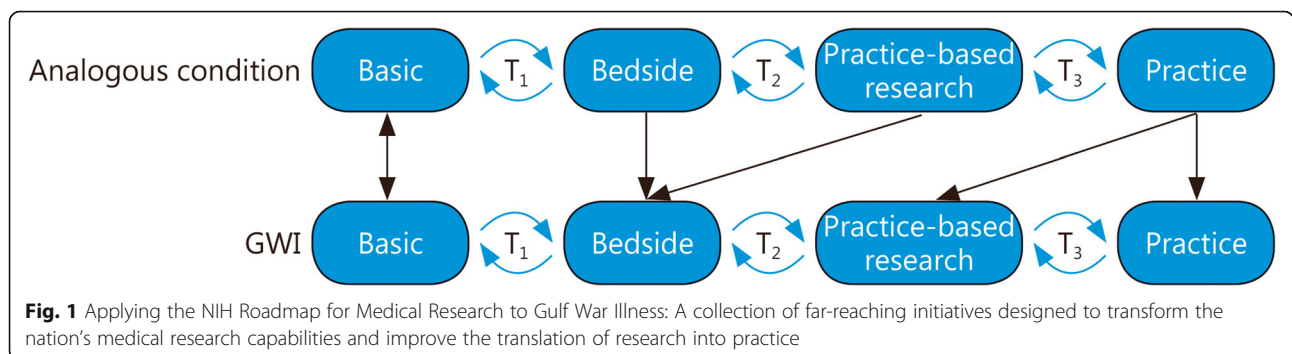 Analogous condition
Basic
T1
Bedside
T2
Practice-based
research
T3
Practice
GWI
Basic
T1
Bedside
T2
Practice-based
research
T3
Practice
Fig. 1 Applying the NIH Roadmap for Medical Research to Gulf War Illness: A collection of far-reaching initiatives designed to transform the
nation's medical research capabilities and improve the translation of research into practice